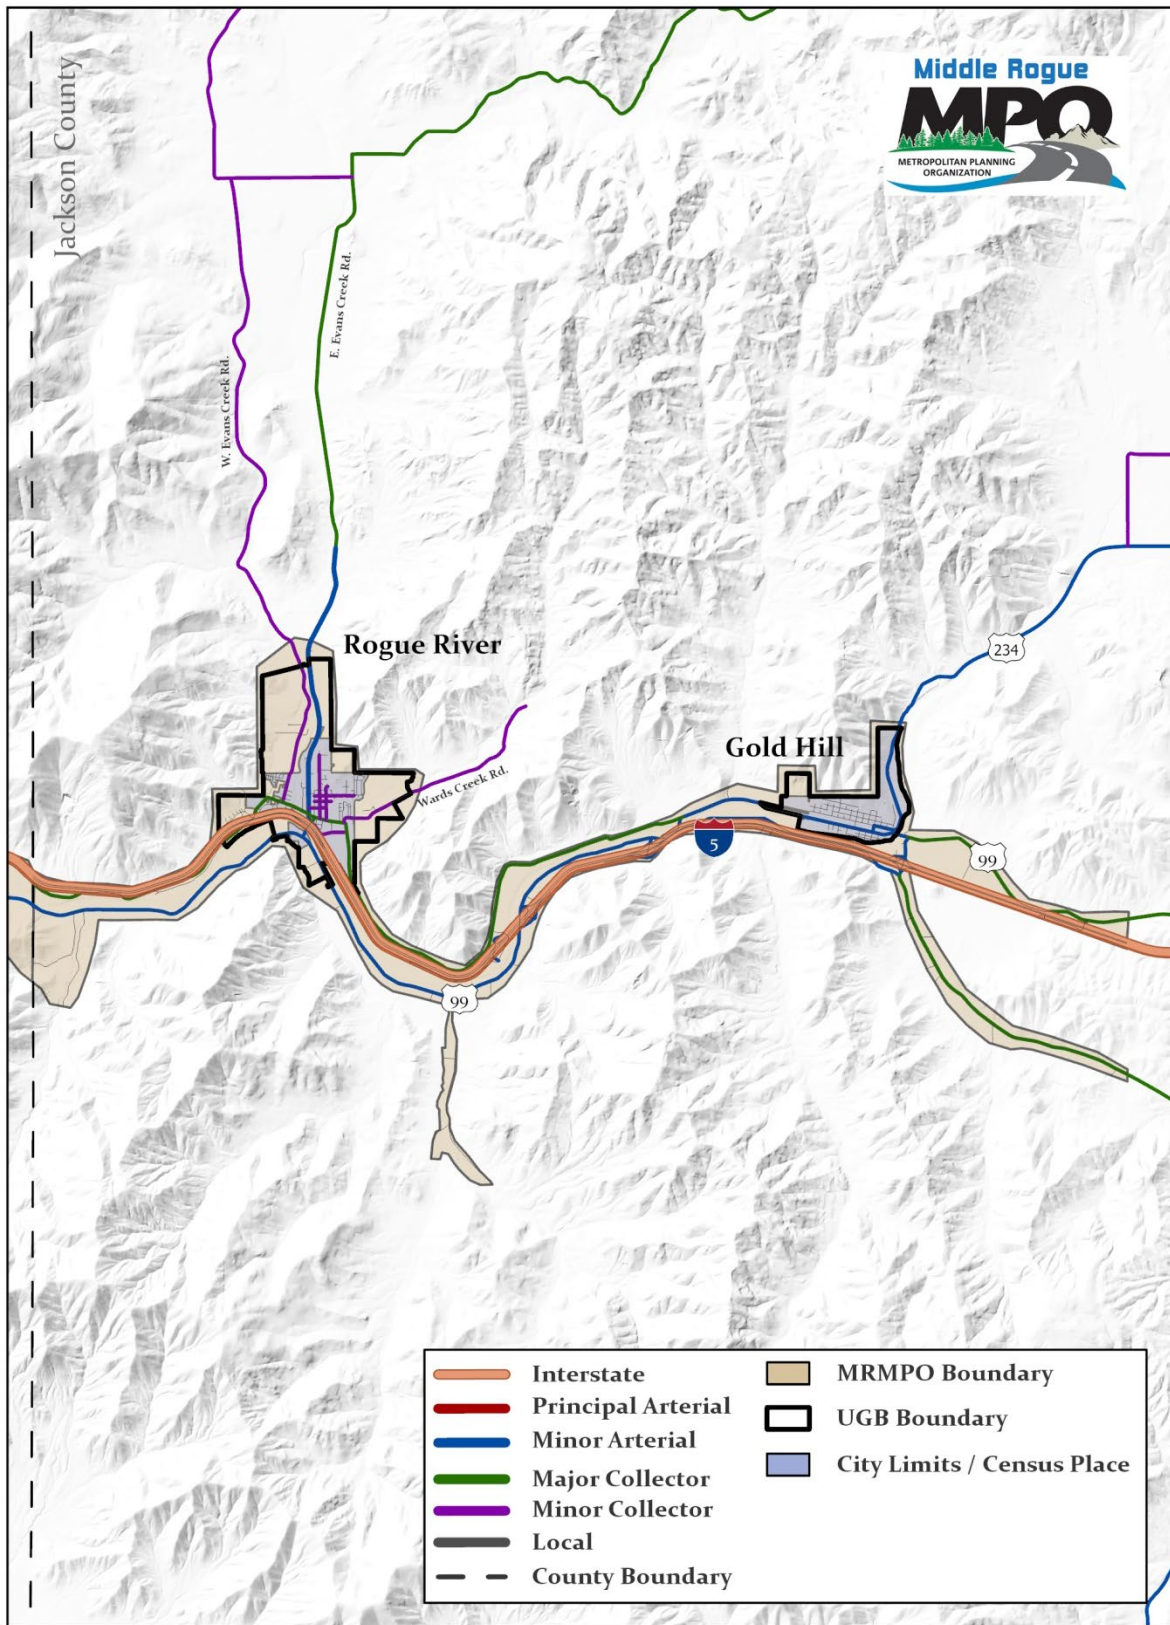 Jackson County
Middle Rogue
MPO
METROPOLITAN PLANNING
ORGANIZATION
E. Evans Creek Rd.
W. Evans Creek Rd.
Rogue River
234
Gold Hill
Wards Creek Rd.
5
99
99
Interstate
Principal Arterial
Minor Arterial
Major Collector
Minor Collector
Local
County Boundary
MRMPO Boundary
UGB Boundary
City Limits / Census Place